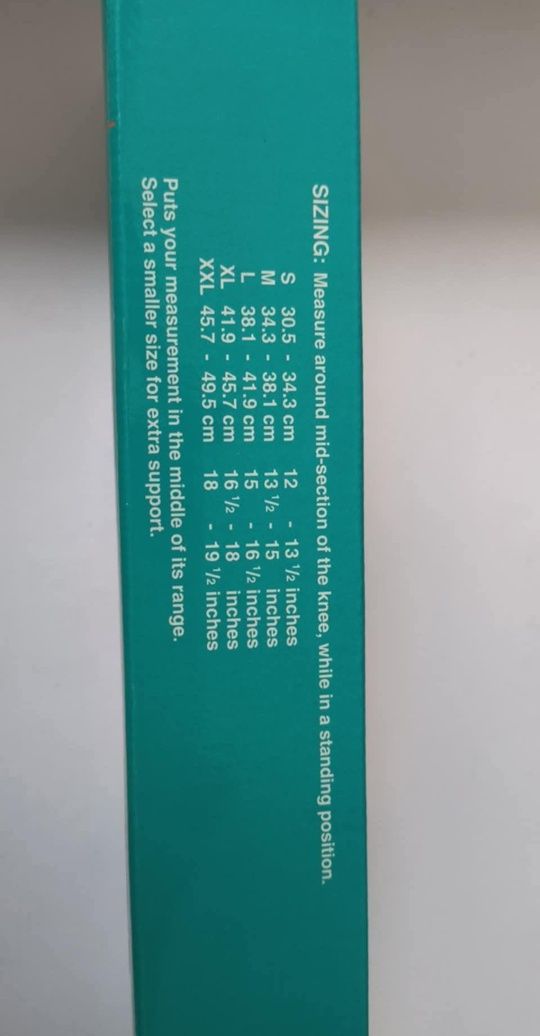 SIZING: Measure around mid-section of the knee, while in a standing position.
S 30.5 - 34.3 cm 12 - 13 1/2 inches
M 34.3 - 38.1 cm 13 1/2 - 15 inches
L 38.1 - 41.9 cm 15 - 16 1/2 inches
XL 41.9 - 45.7 cm 16 1/2 - 18 inches
XXL 45.7 - 49.5 cm 18 - 19 1/2 inches
Puts your measurement in the middle of its range.
Select a smaller size for extra support.